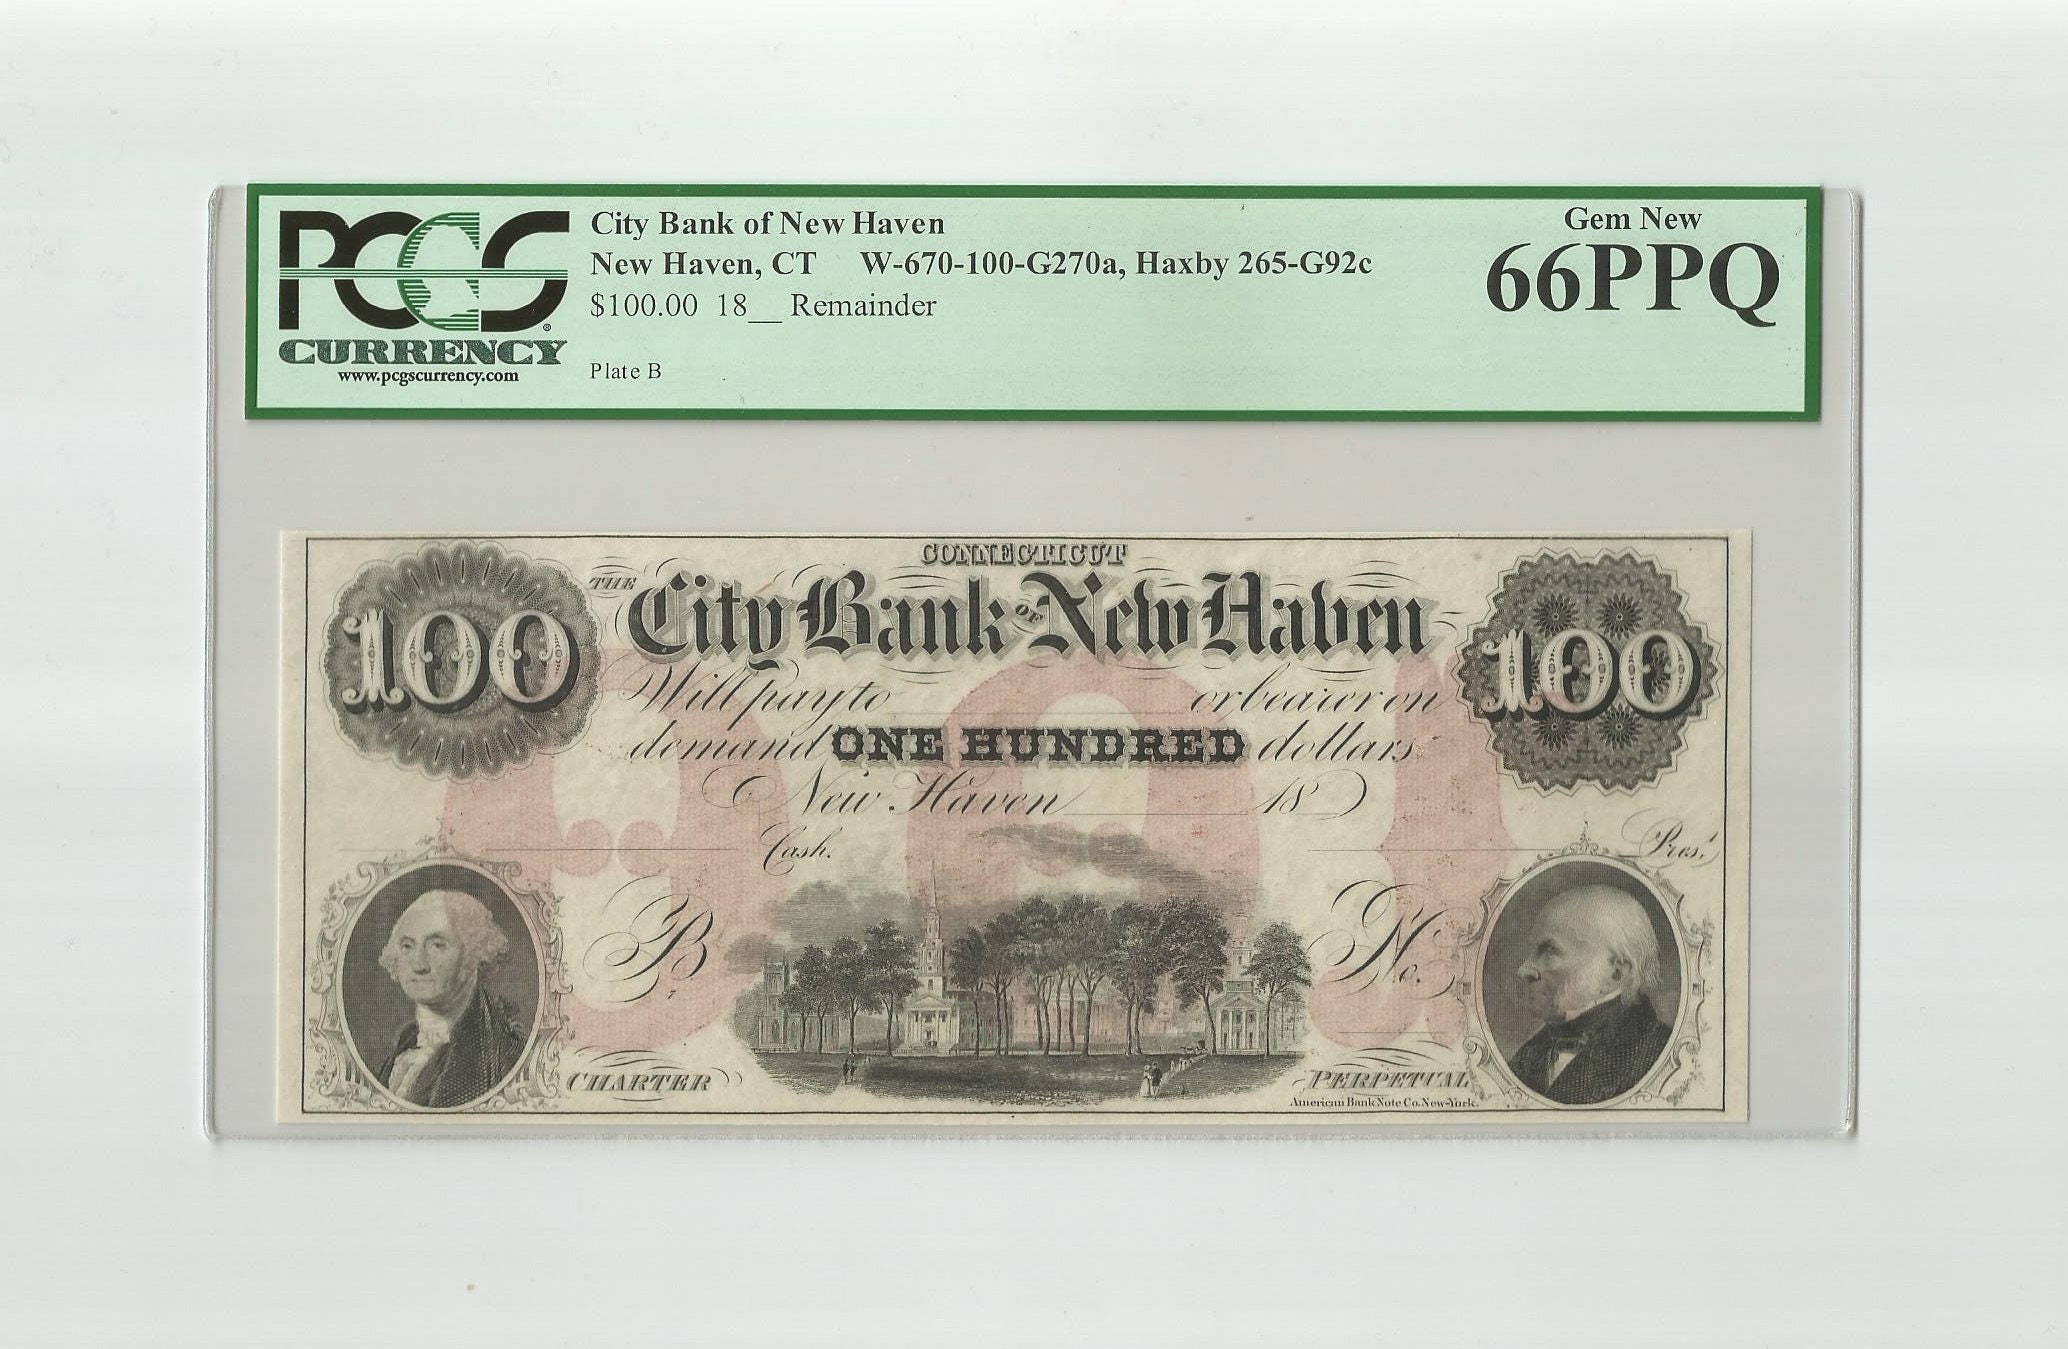 PCGS
CURRENCY
www.pcgscurrency.com
City Bank of New Haven
New Haven, CT W-670-100-G270a, Haxby 265-G92c
$100.00 18__ Remainder
Plate B
Gem New
66PPQ
CONNECTICUT
THE City Bank OF New Haven
100
100
Will pay to or bearer on
demand ONE HUNDRED dollars
New Haven 18
Cash.
Pres.t
B
No.
CHARTER
PERPETUAL
American Bank Note Co. New-York.